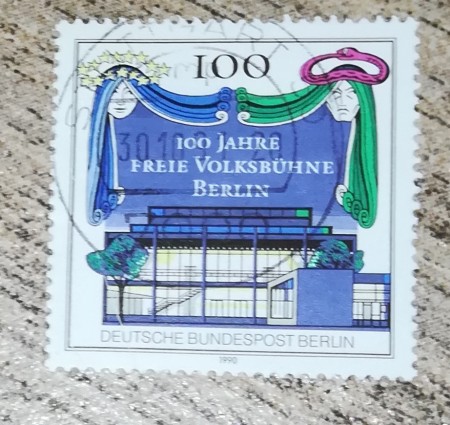 100
100 JAHRE
FREIE VOLKSBÜHNE
BERLIN
DEUTSCHE BUNDESPOST BERLIN
1990